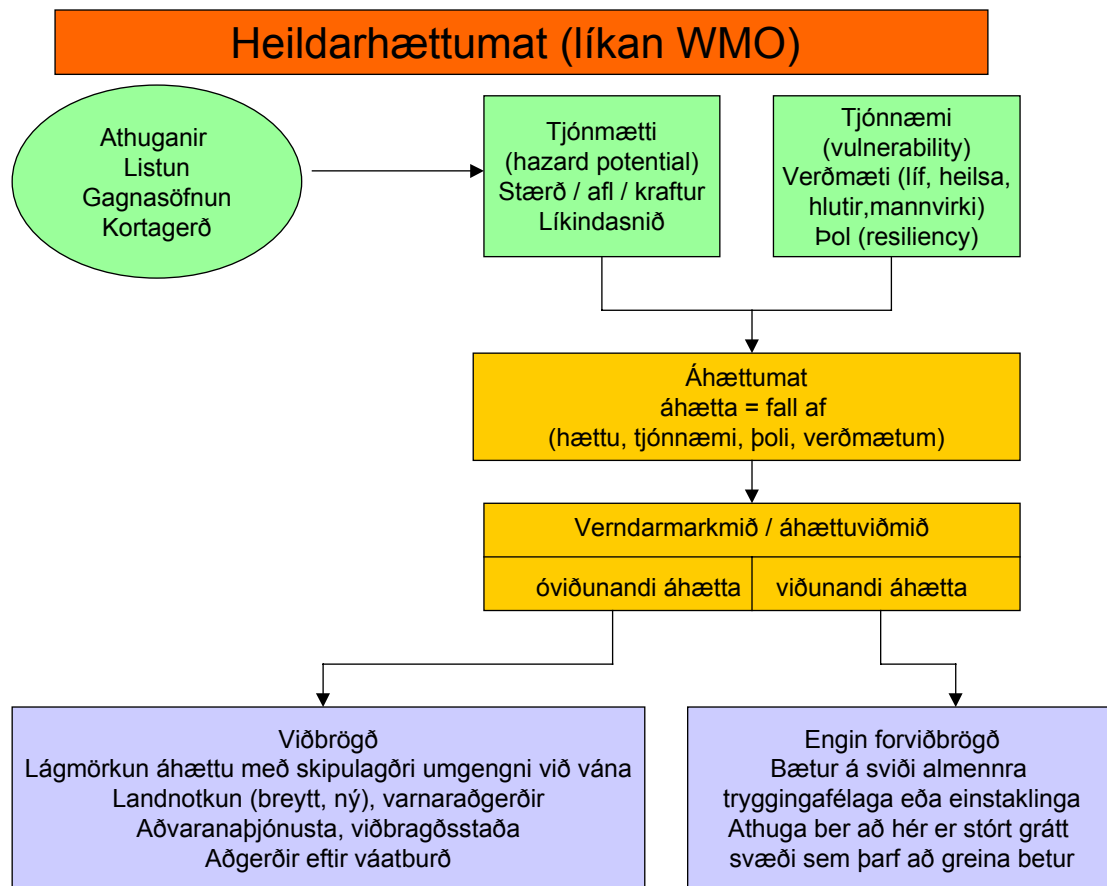 Heildarhættumat (líkan WMO)
Athuganir
Listun
Gagnasöfnun
Kortagerð
Tjónmætti
(hazard potential)
Stærð / afl / kraftur
Líkindasnið
Tjónnæmi
(vulnerability)
Verðmæti (líf, heilsa,
hlutir,mannvirki)
Þol (resiliency)
Áhættumat
áhætta = fall af
(hættu, tjónnæmi, þoli, verðmætum)
Verndarmarkmið / áhættuviðmið
óviðunandi áhætta
viðunandi áhætta
Viðbrögð
Lágmörkun áhættu með skipulagðri umgengni við vána
Landnotkun (breytt, ný), varnaraðgerðir
Aðvaranaþjónusta, viðbragðsstaða
Aðgerðir eftir váatburð
Engin forviðbrögð
Bætur á sviði almennra
tryggingafélaga eða einstaklinga
Athuga ber að hér er stórt grátt
svæði sem þarf að greina betur